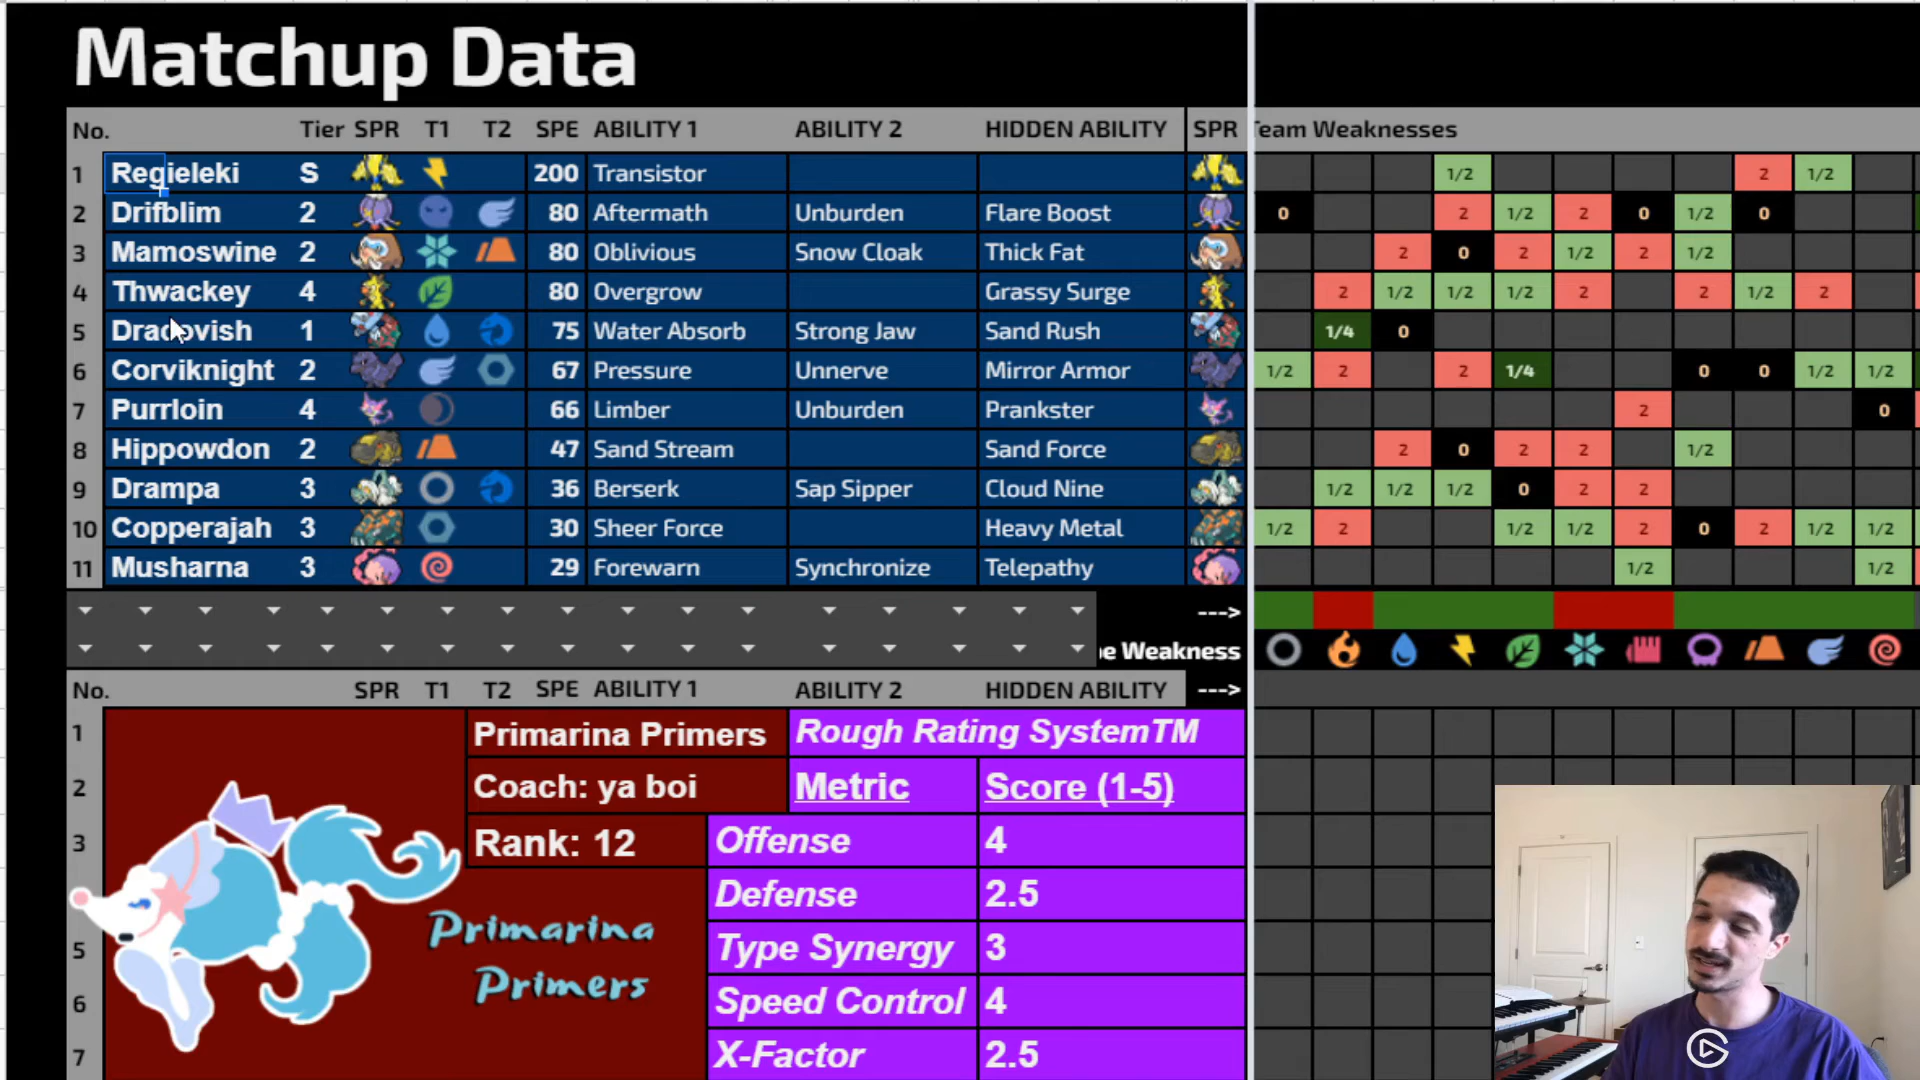 Matchup Data
No. Tier SPR T1 T2 SPE ABILITY 1 ABILITY 2 HIDDEN ABILITY SPR Team Weaknesses
1 Regieleki S 200 Transistor 1/2 2 1/2
2 Drifblim 2 80 Aftermath Unburden Flare Boost 0 2 1/2 2 0 1/2 0
3 Mamoswine 2 80 Oblivious Snow Cloak Thick Fat 2 0 2 1/2 2 1/2
4 Thwackey 4 80 Overgrow Grassy Surge 2 1/2 1/2 1/2 2 2 1/2 2
5 Dracovish 1 75 Water Absorb Strong Jaw Sand Rush 1/4 0
6 Corviknight 2 67 Pressure Unnerve Mirror Armor 1/2 2 2 1/4 0 0 1/2 1/2
7 Purrloin 4 66 Limber Unburden Prankster 2 0
8 Hippowdon 2 47 Sand Stream Sand Force 2 0 2 2 1/2
9 Drampa 3 36 Berserk Sap Sipper Cloud Nine 1/2 1/2 1/2 0 2 2
10 Copperajah 3 30 Sheer Force Heavy Metal 1/2 2 1/2 1/2 2 0 2 1/2 1/2
11 Musharna 3 29 Forewarn Synchronize Telepathy 1/2 1/2
--->
Weakness
No. SPR T1 T2 SPE ABILITY 1 ABILITY 2 HIDDEN ABILITY --->
1 Primarina Primers Rough Rating SystemTM
2 Coach: ya boi Metric Score (1-5)
3 Rank: 12 Offense 4
Defense 2.5
5 Type Synergy 3
6 Speed Control 4
7 X-Factor 2.5
Primarina
Primers